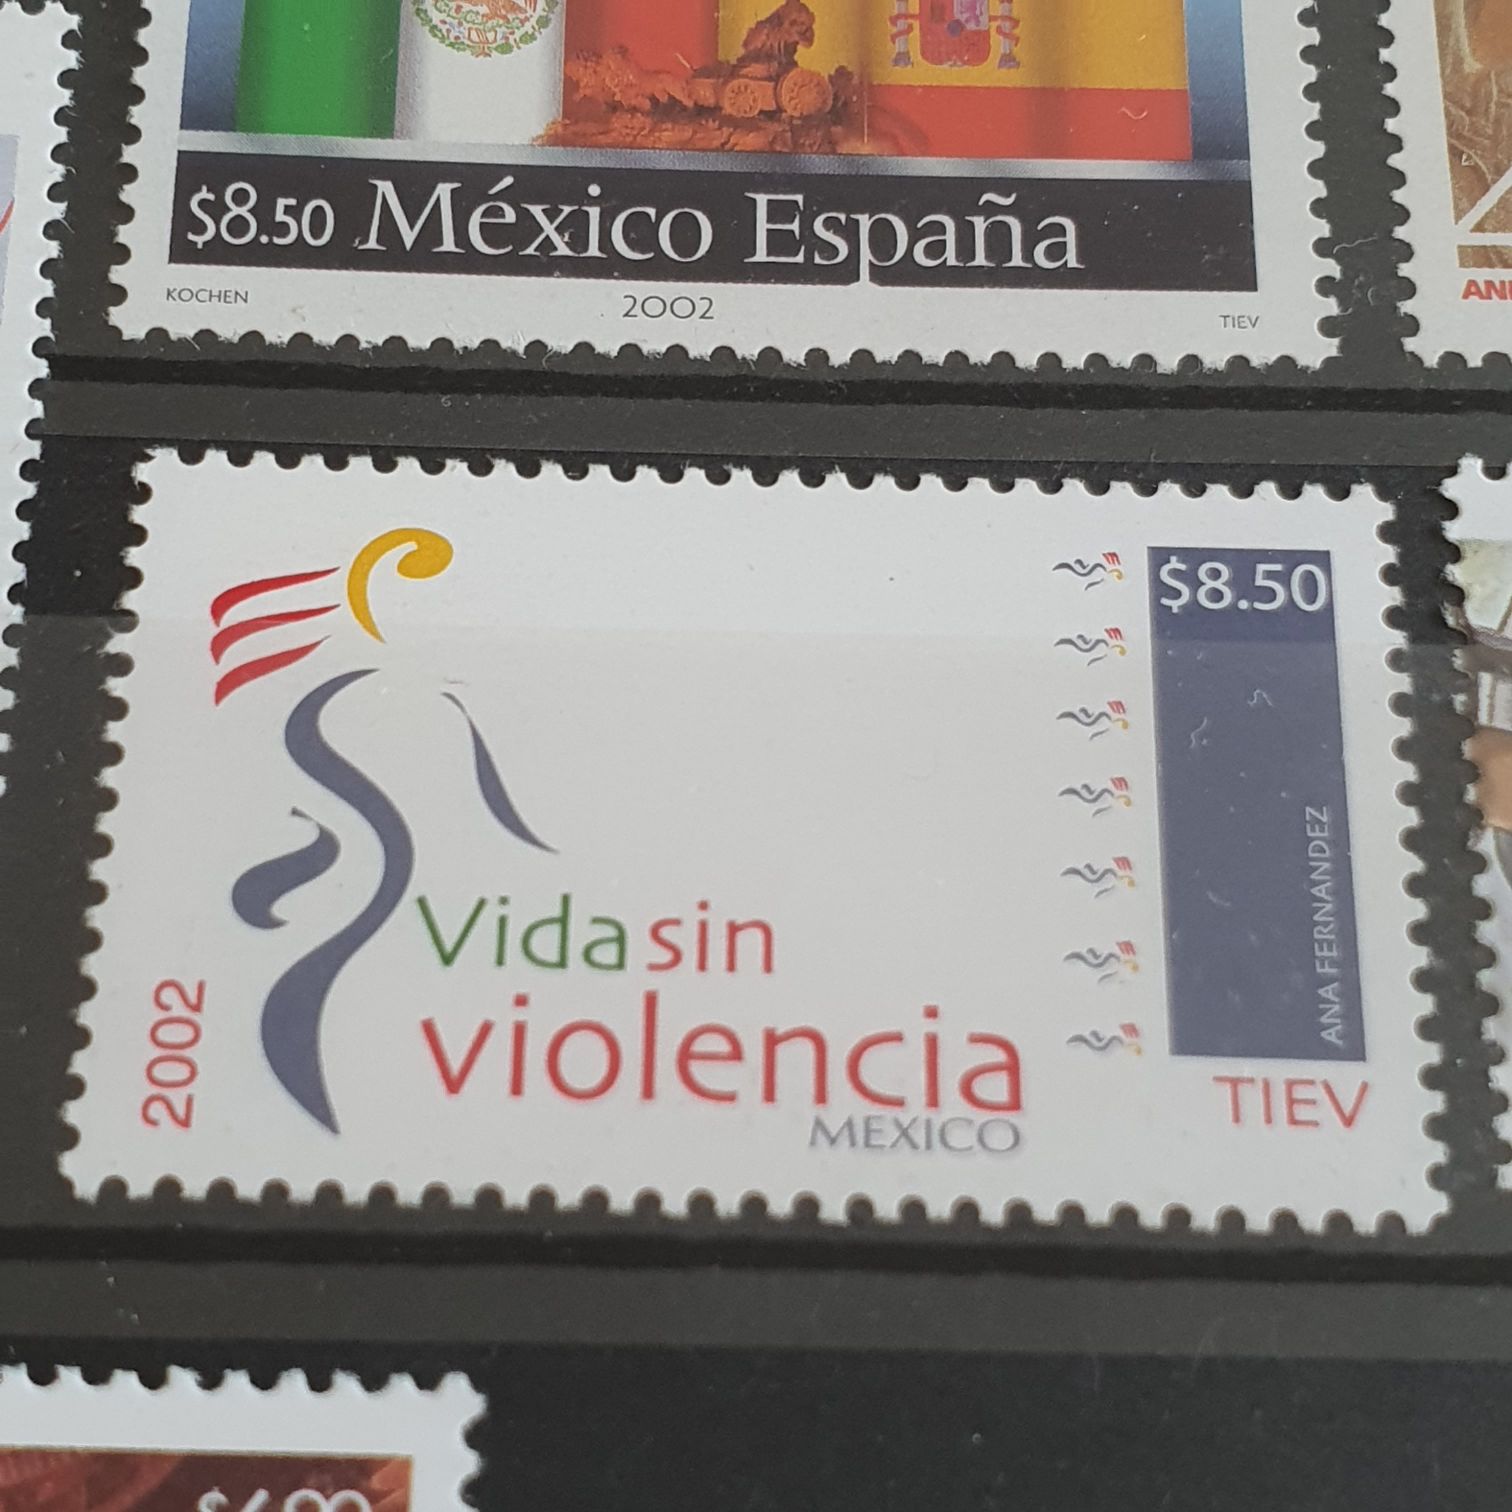 $8.50 México España
KOCHEN 2002 TIEV
$8.50
ANA FERNANDEZ
Vida sin
violencia
MEXICO
2002
TIEV